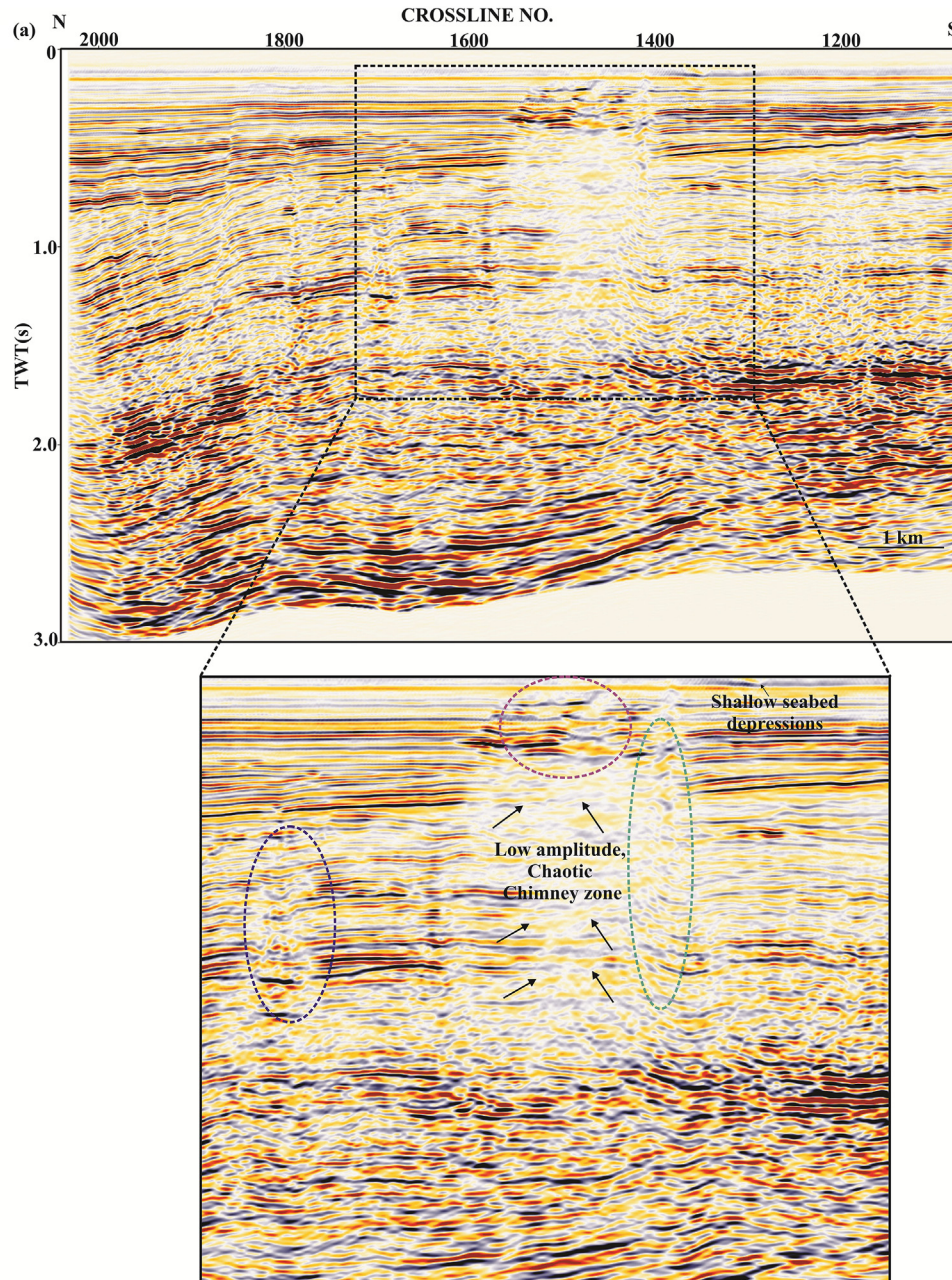 CROSSLINE NO.
(a) N S
2000 1800 1600 1400 1200
0
1.0
TWT(s)
2.0
1 km
3.0
Shallow seabed
depressions
Low amplitude,
Chaotic
Chimney zone